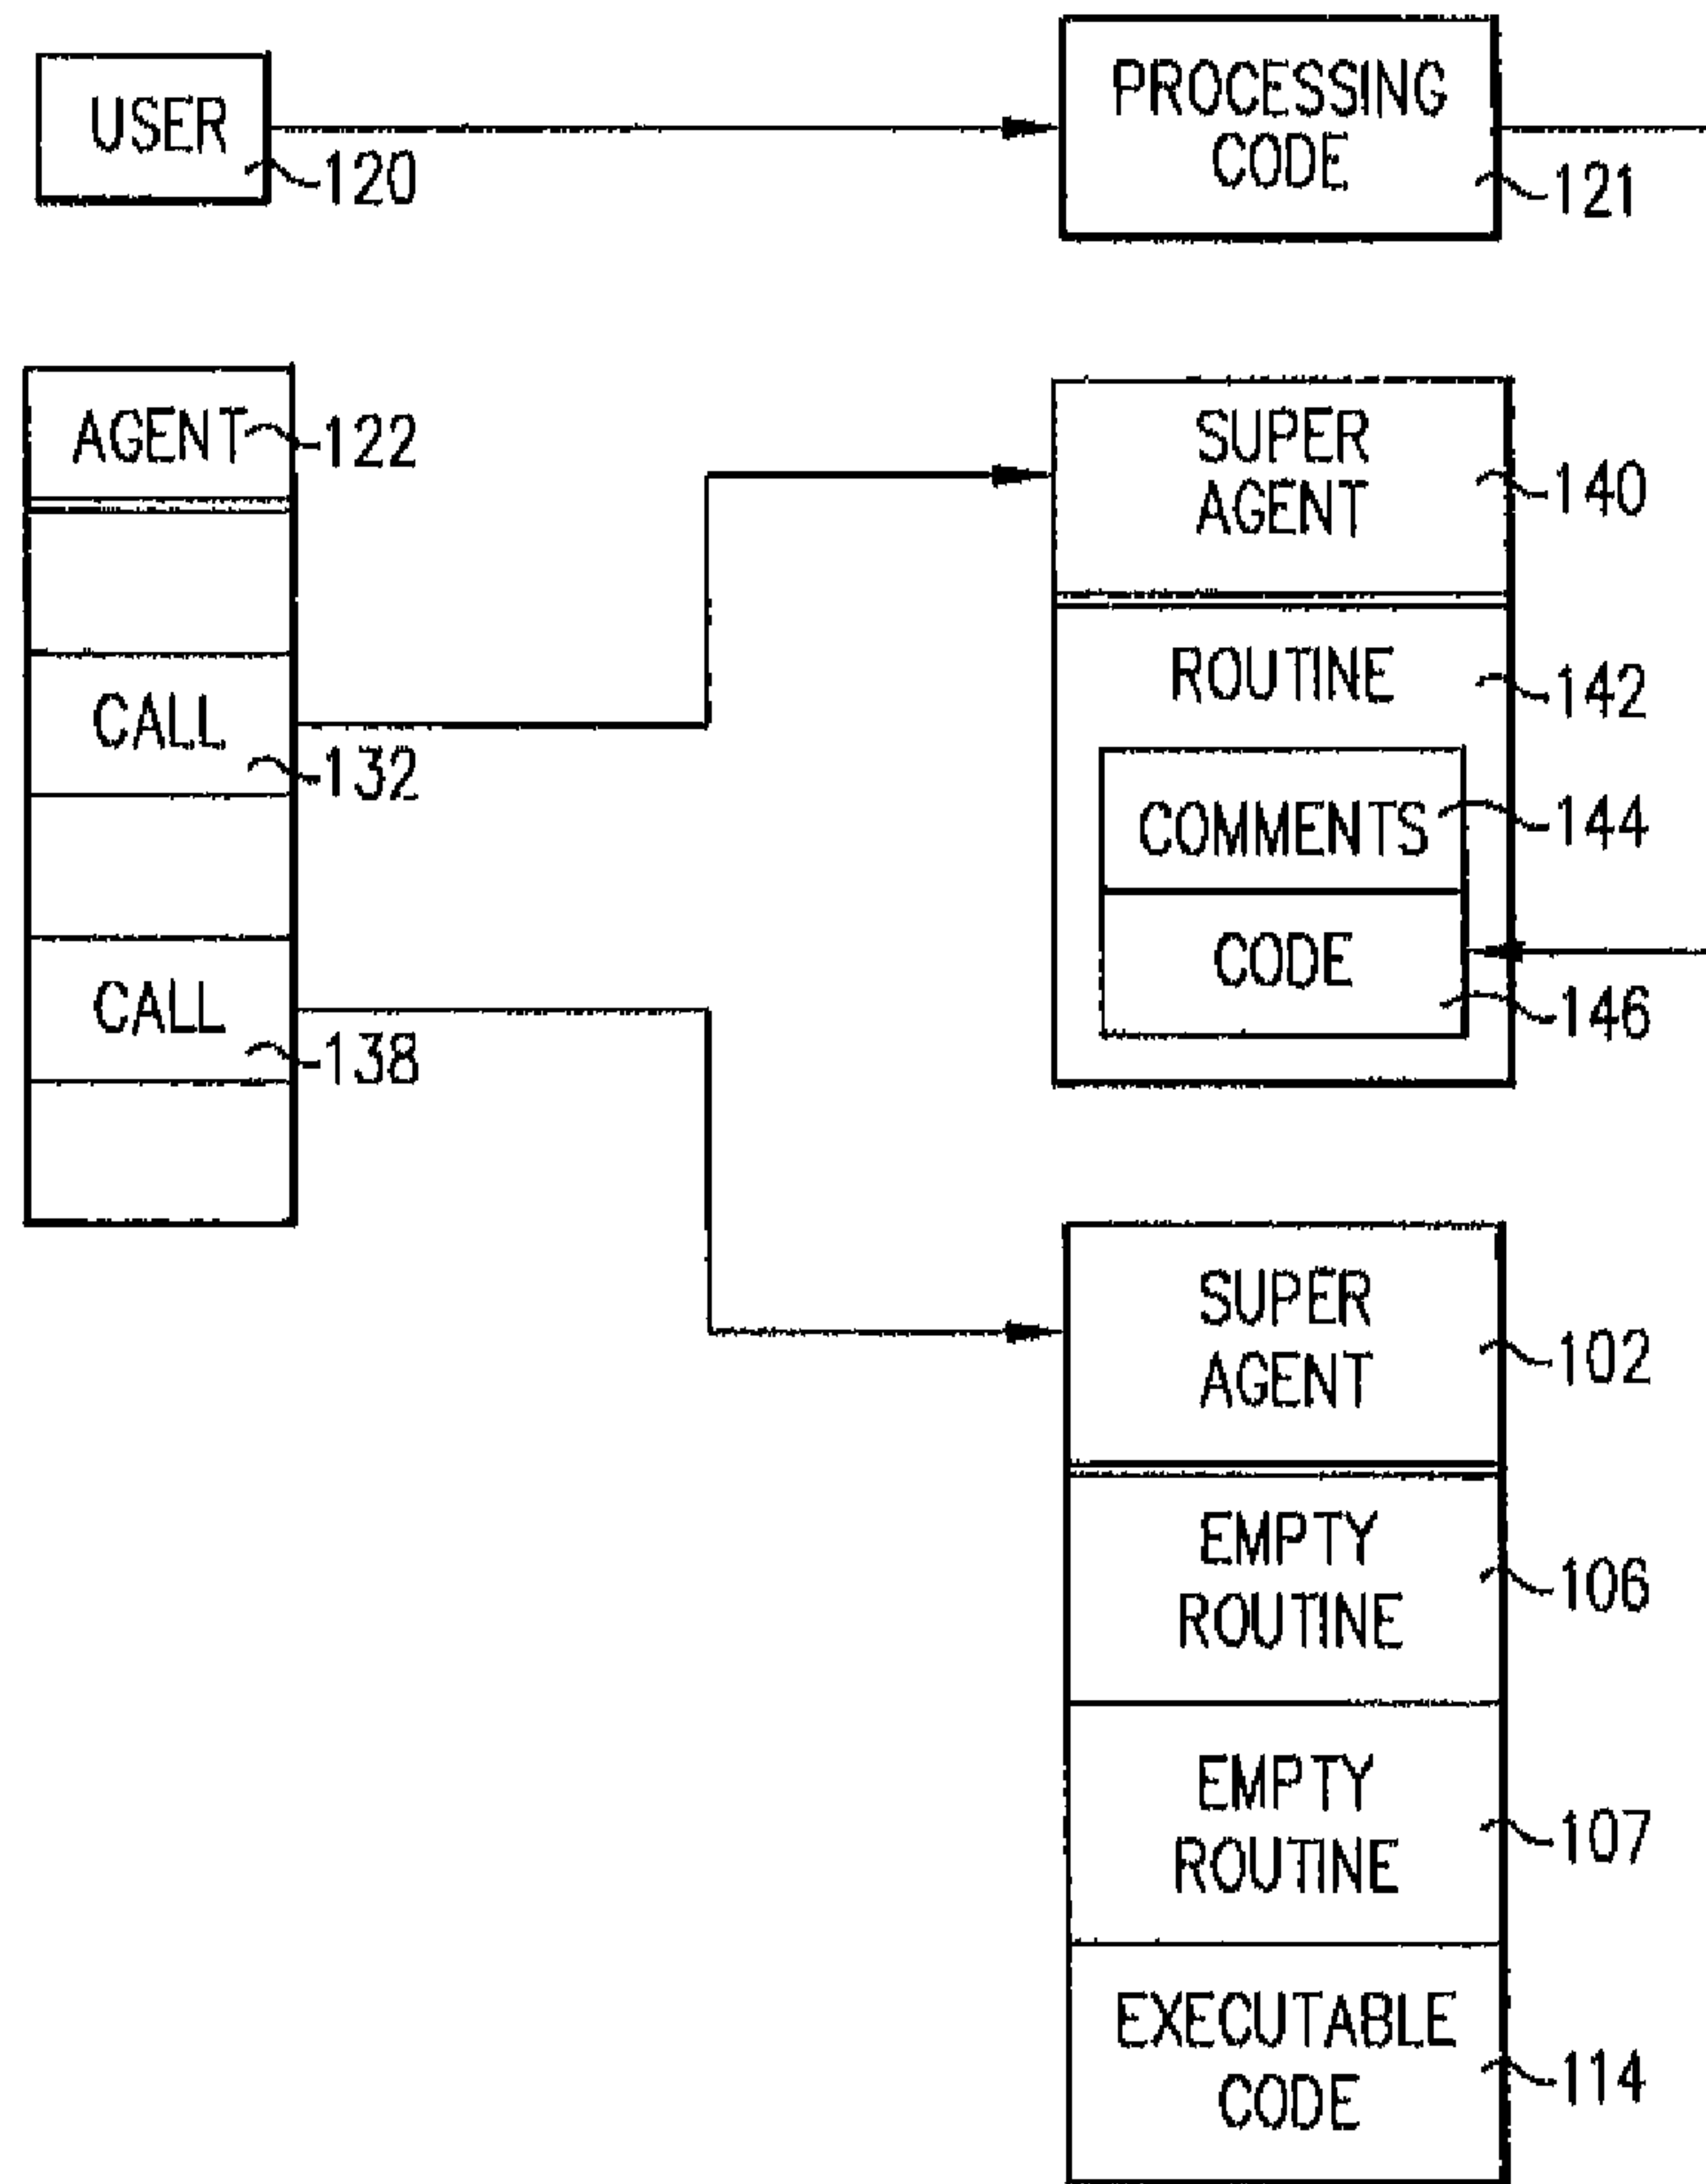 USER
120
PROCESSING
CODE
121
AGENT
122
CALL
132
CALL
138
SUPER
AGENT
140
ROUTINE
142
COMMENTS
144
CODE
146
SUPER
AGENT
102
EMPTY
ROUTINE
106
EMPTY
ROUTINE
107
EXECUTABLE
CODE
114